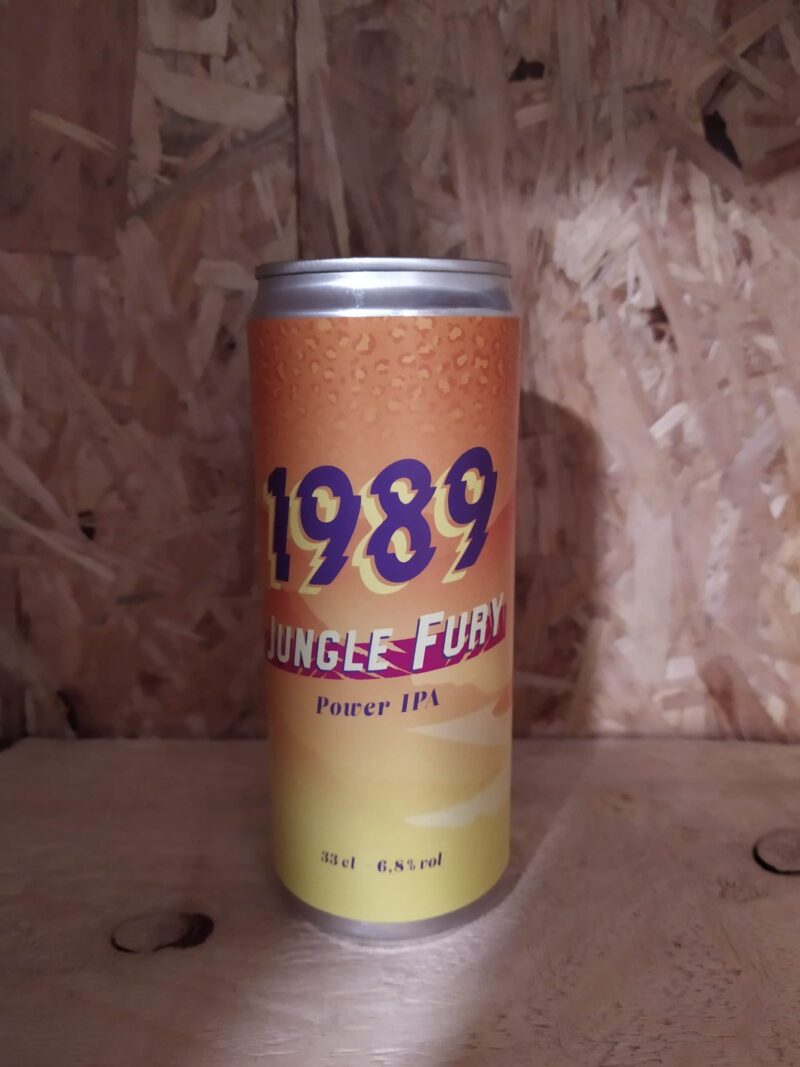 1989
JUNGLE FURY
Power IPA
33 cl 6,8% vol